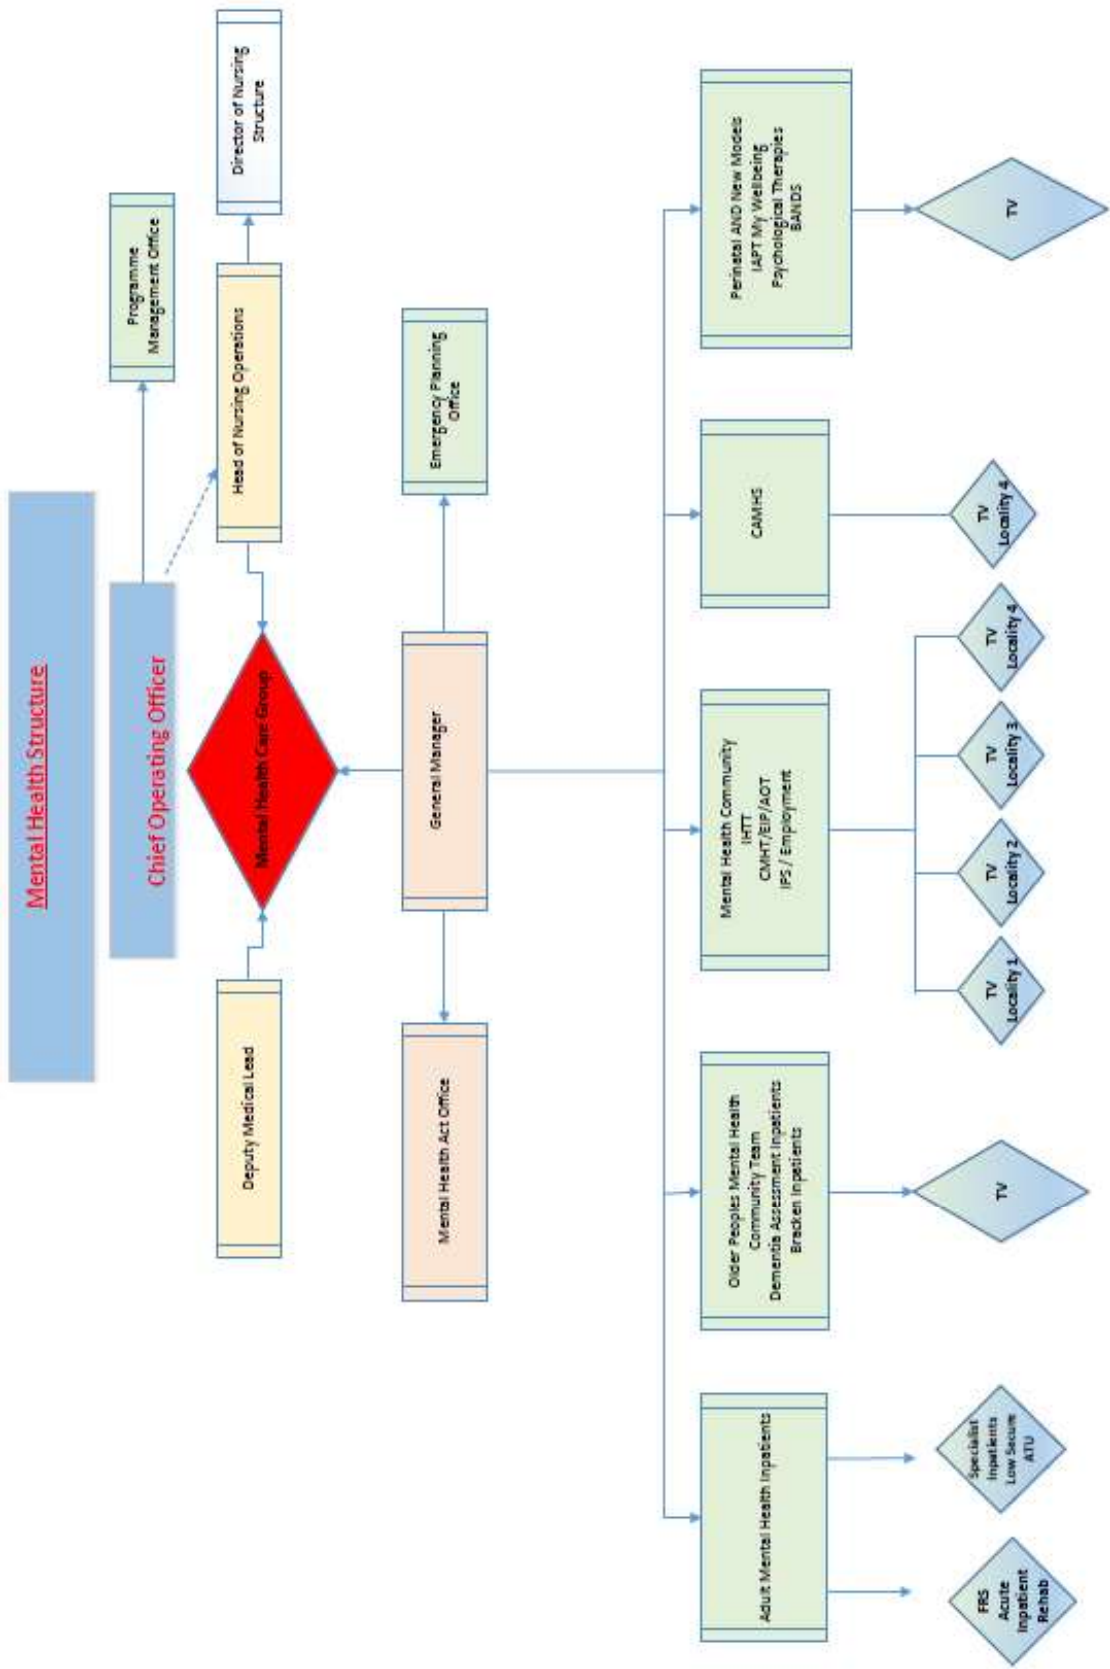 Mental Health Structure
Chief Operating Officer
Programme
Management Office
Deputy Medical Lead
Mental Health Care Group
Head of Nursing Operations
Director of Nursing
Structure
Mental Health Act Office
General Manager
Emergency Planning
Office
Adult Mental Health Inpatients
Older Peoples Mental Health
Community Team
Dementia Assessment Inpatients
Bracken Inpatients
Mental Health Community
IHTT
CMHT/EIP/AOT
IPS / Employment
CAMHS
Perinatal AND New Models
IAPT My Wellbeing
Psychological Therapies
BANDS
FRS
Acute
Inpatient
Rehab
Specialist
Inpatients
Low Secure
ATU
TV
TV
Locality 1
TV
Locality 2
TV
Locality 3
TV
Locality 4
TV
Locality 4
TV